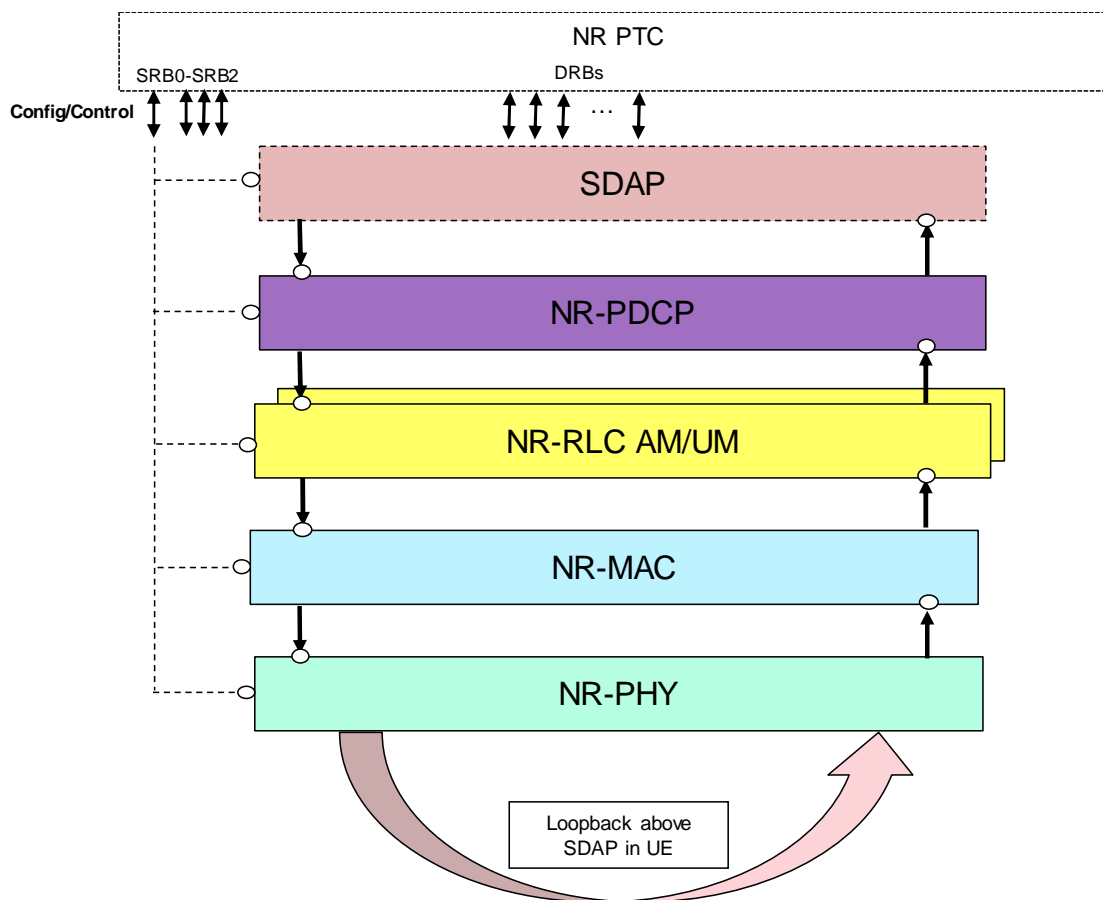 NR PTC
SRB0-SRB2
DRBs
Config/Control
...
SDAP
NR-PDCP
NR-RLC AM/UM
NR-MAC
NR-PHY
Loopback above
SDAP in UE